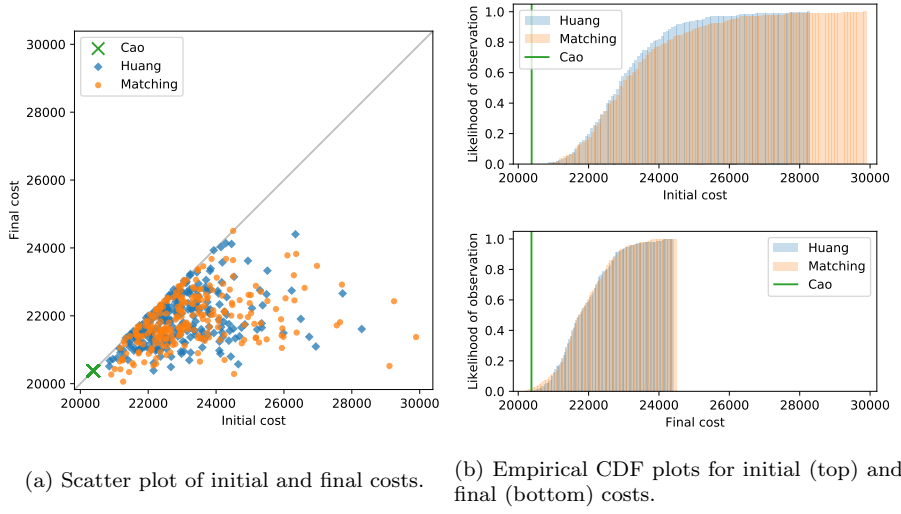 30000
28000
26000
24000
22000
20000
Final cost
Cao
Huang
Matching
20000 22000 24000 26000 28000 30000
Initial cost
(a) Scatter plot of initial and final costs.
Likelihood of observation
1.0
0.8
0.6
0.4
0.2
0.0
Huang
Matching
Cao
20000 22000 24000 26000 28000 30000
Initial cost
Likelihood of observation
1.0
0.8
0.6
0.4
0.2
0.0
Huang
Matching
Cao
20000 22000 24000 26000 28000 30000
Final cost
(b) Empirical CDF plots for initial (top) and
final (bottom) costs.